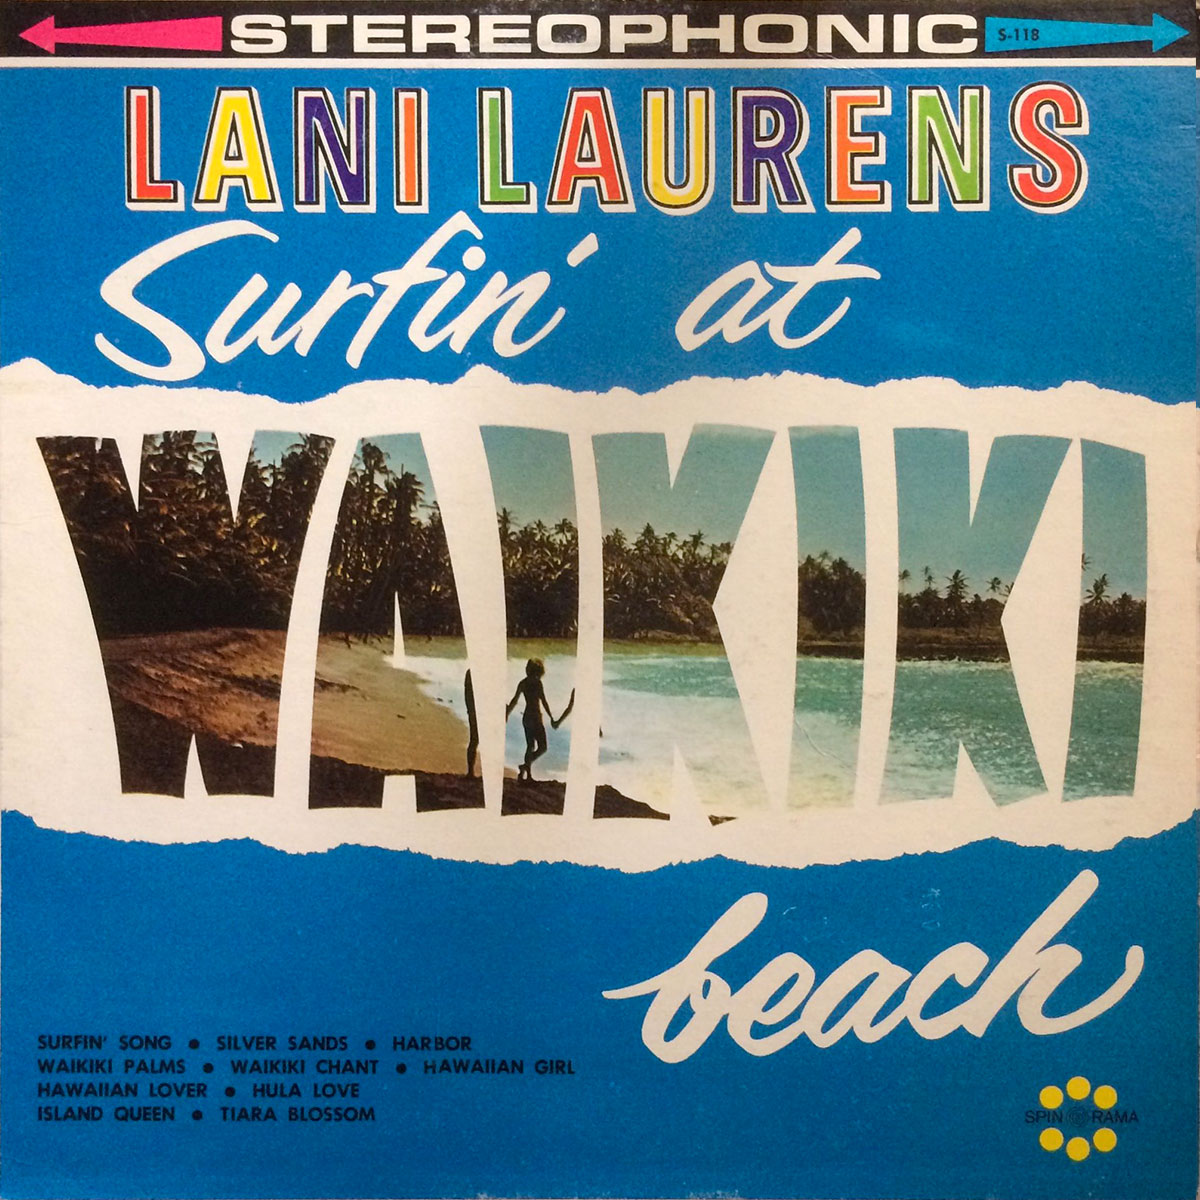 STEREOPHONIC S-118
LANI LAURENS
Surfin' at
WAIKIKI
beach
SURFIN' SONG • SILVER SANDS • HARBOR
WAIKIKI PALMS • WAIKIKI CHANT • HAWAIIAN GIRL
HAWAIIAN LOVER • HULA LOVE
ISLAND QUEEN • TIARA BLOSSOM
SPIN O RAMA